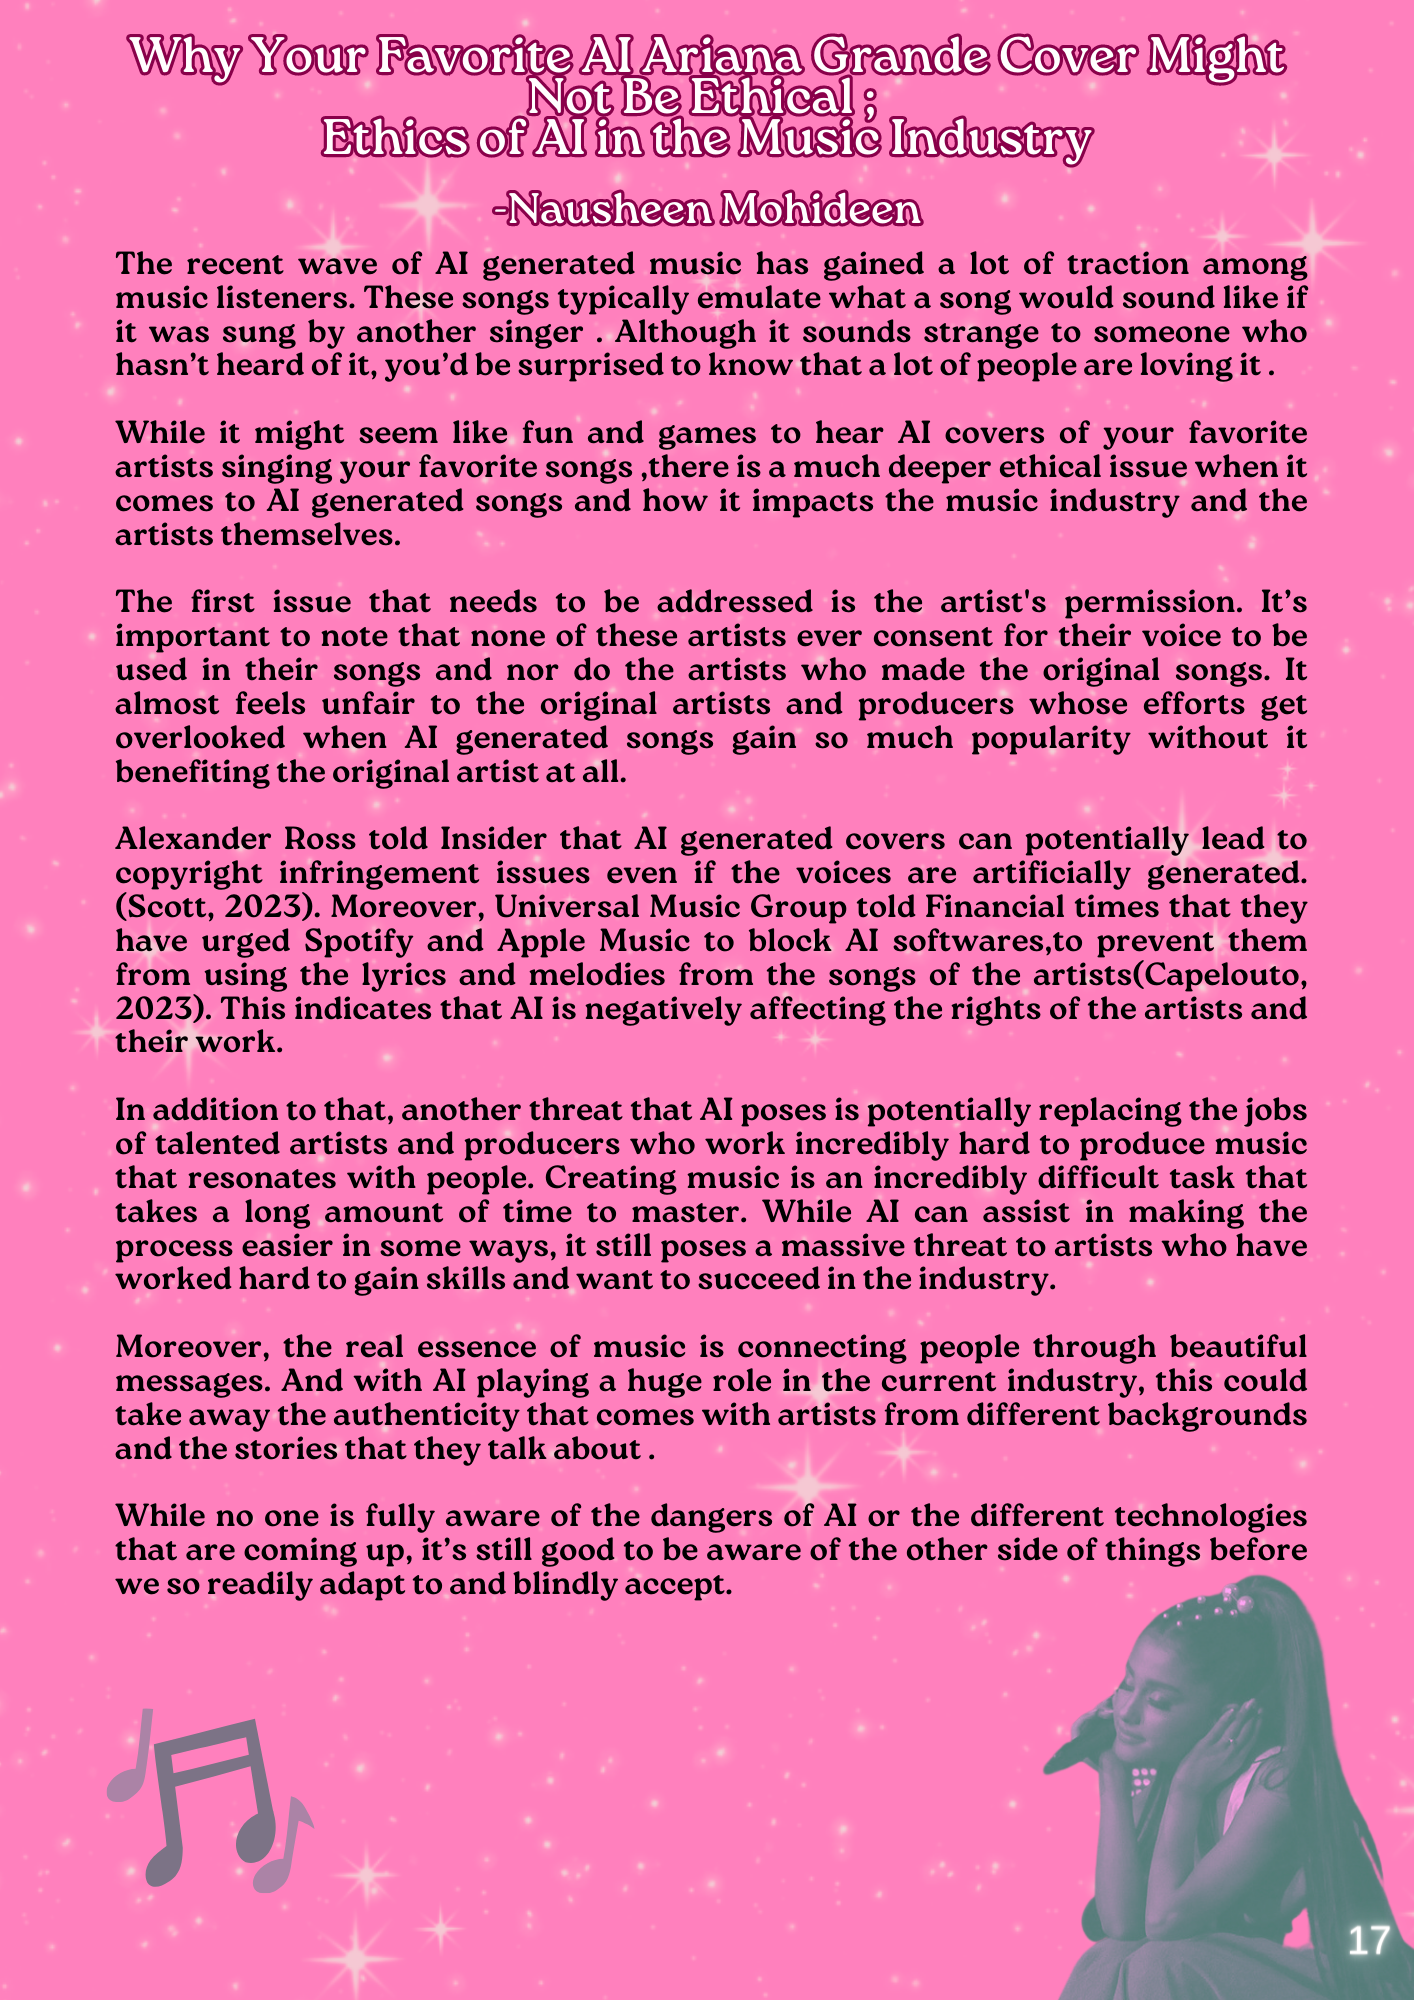 Why Your Favorite AI Ariana Grande Cover Might
Not Be Ethical ;
Ethics of AI in the Music Industry
-Nausheen Mohideen
The recent wave of AI generated music has gained a lot of traction among
music listeners. These songs typically emulate what a song would sound like if
it was sung by another singer . Although it sounds strange to someone who
hasn’t heard of it, you’d be surprised to know that a lot of people are loving it .
While it might seem like fun and games to hear AI covers of your favorite
artists singing your favorite songs ,there is a much deeper ethical issue when it
comes to AI generated songs and how it impacts the music industry and the
artists themselves.
The first issue that needs to be addressed is the artist's permission. It’s
important to note that none of these artists ever consent for their voice to be
used in their songs and nor do the artists who made the original songs. It
almost feels unfair to the original artists and producers whose efforts get
overlooked when AI generated songs gain so much popularity without it
benefiting the original artist at all.
Alexander Ross told Insider that AI generated covers can potentially lead to
copyright infringement issues even if the voices are artificially generated.
(Scott, 2023). Moreover, Universal Music Group told Financial times that they
have urged Spotify and Apple Music to block AI softwares,to prevent them
from using the lyrics and melodies from the songs of the artists(Capelouto,
2023). This indicates that AI is negatively affecting the rights of the artists and
their work.
In addition to that, another threat that AI poses is potentially replacing the jobs
of talented artists and producers who work incredibly hard to produce music
that resonates with people. Creating music is an incredibly difficult task that
takes a long amount of time to master. While AI can assist in making the
process easier in some ways, it still poses a massive threat to artists who have
worked hard to gain skills and want to succeed in the industry.
Moreover, the real essence of music is connecting people through beautiful
messages. And with AI playing a huge role in the current industry, this could
take away the authenticity that comes with artists from different backgrounds
and the stories that they talk about .
While no one is fully aware of the dangers of AI or the different technologies
that are coming up, it’s still good to be aware of the other side of things before
we so readily adapt to and blindly accept.
17